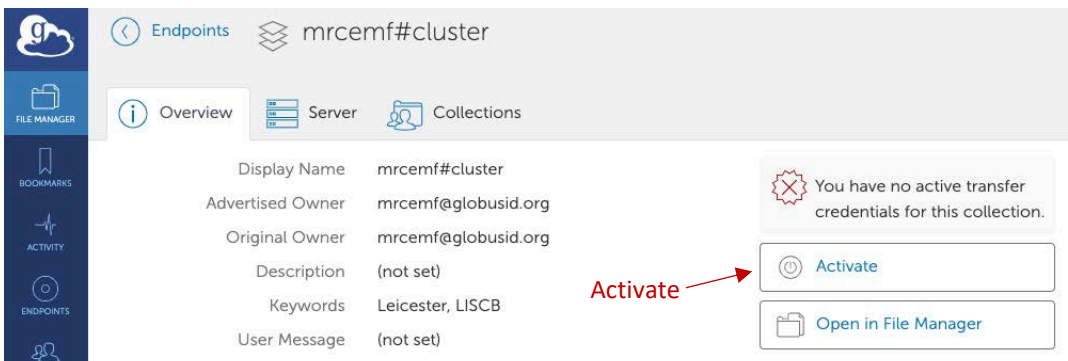 g
Endpoints mrcemf#cluster
FILE MANAGER
Overview Server Collections
BOOKMARKS
Display Name mrcemf#cluster
You have no active transfer
credentials for this collection.
Advertised Owner mrcemf@globusid.org
ACTIVITY
Original Owner mrcemf@globusid.org
Description (not set)
Activate
Activate
ENDPOINTS
Keywords Leicester, LISCB
Open in File Manager
User Message (not set)